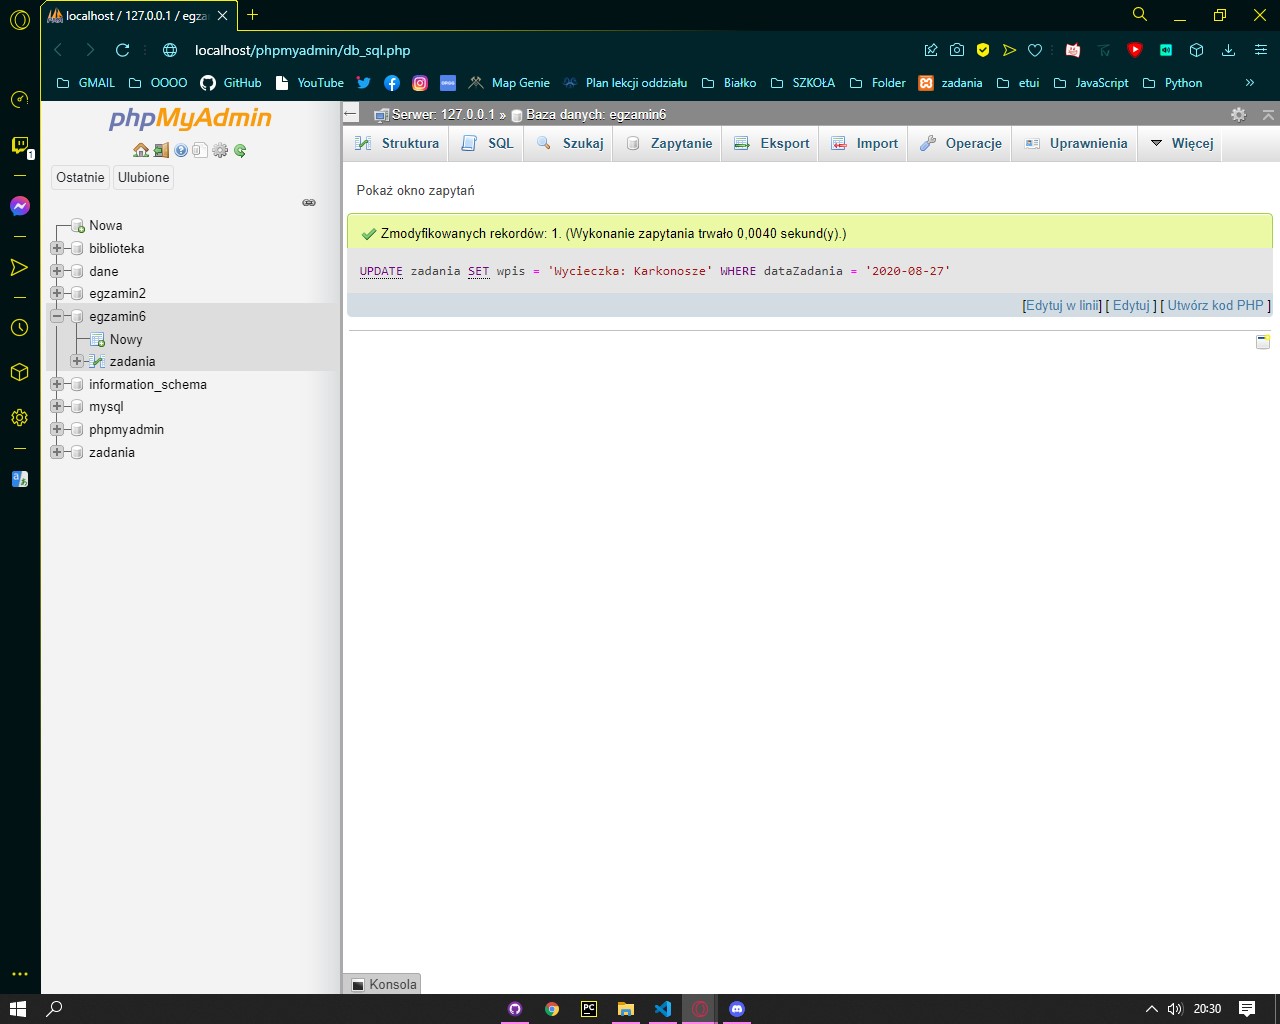 localhost / 127.0.0.1 / egza
localhost/phpmyadmin/db_sql.php
GMAIL
OOOO
GitHub
YouTube
Map Genie
Plan lekcji oddziału
Białko
SZKOŁA
Folder
zadania
etui
JavaScript
Python
»
1
phpMyAdmin
Ostatnie
Ulubione
Nowa
biblioteka
dane
egzamin2
egzamin6
Nowy
zadania
information_schema
mysql
phpmyadmin
zadania
Serwer: 127.0.0.1 » Baza danych: egzamin6
Struktura
SQL
Szukaj
Zapytanie
Eksport
Import
Operacje
Uprawnienia
Więcej
Pokaż okno zapytań
Zmodyfikowanych rekordów: 1. (Wykonanie zapytania trwało 0,0040 sekund(y).)
UPDATE zadania SET wpis = 'Wycieczka: Karkonosze' WHERE dataZadania = '2020-08-27'
[Edytuj w linii] [ Edytuj ] [ Utwórz kod PHP ]
Konsola
PC
20:30